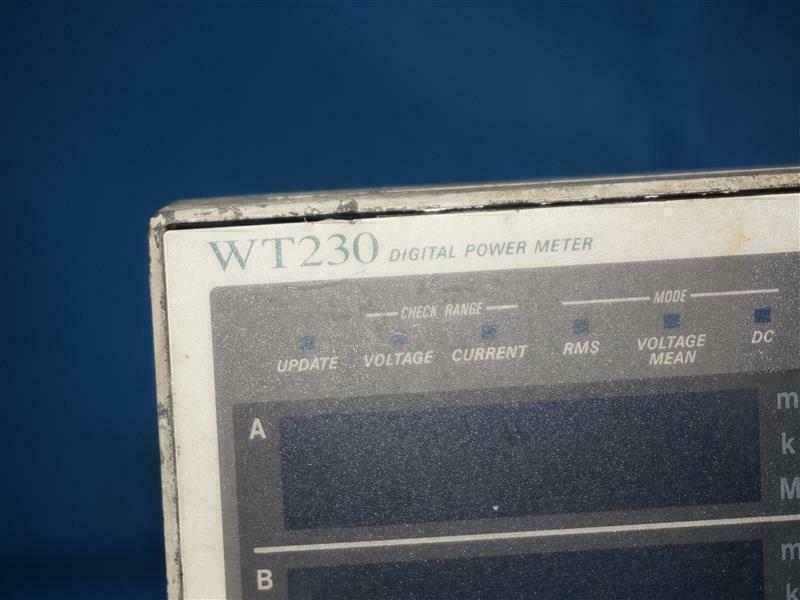 WT230 DIGITAL POWER METER
CHECK RANGE MODE
UPDATE VOLTAGE CURRENT RMS VOLTAGE MEAN DC
A
m
k
M
B
m
k